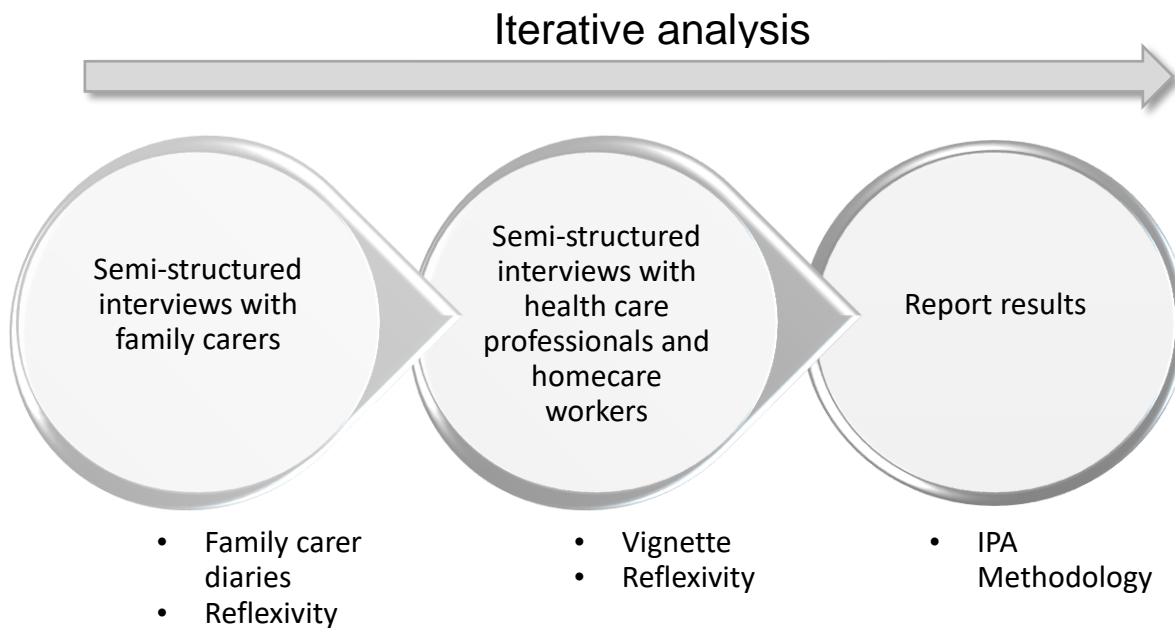 Iterative analysis
Semi-structured
interviews with
family carers
Semi-structured
interviews with
health care
professionals and
homecare
workers
Report results
• Family carer
diaries
• Reflexivity
• Vignette
• Reflexivity
• IPA
Methodology